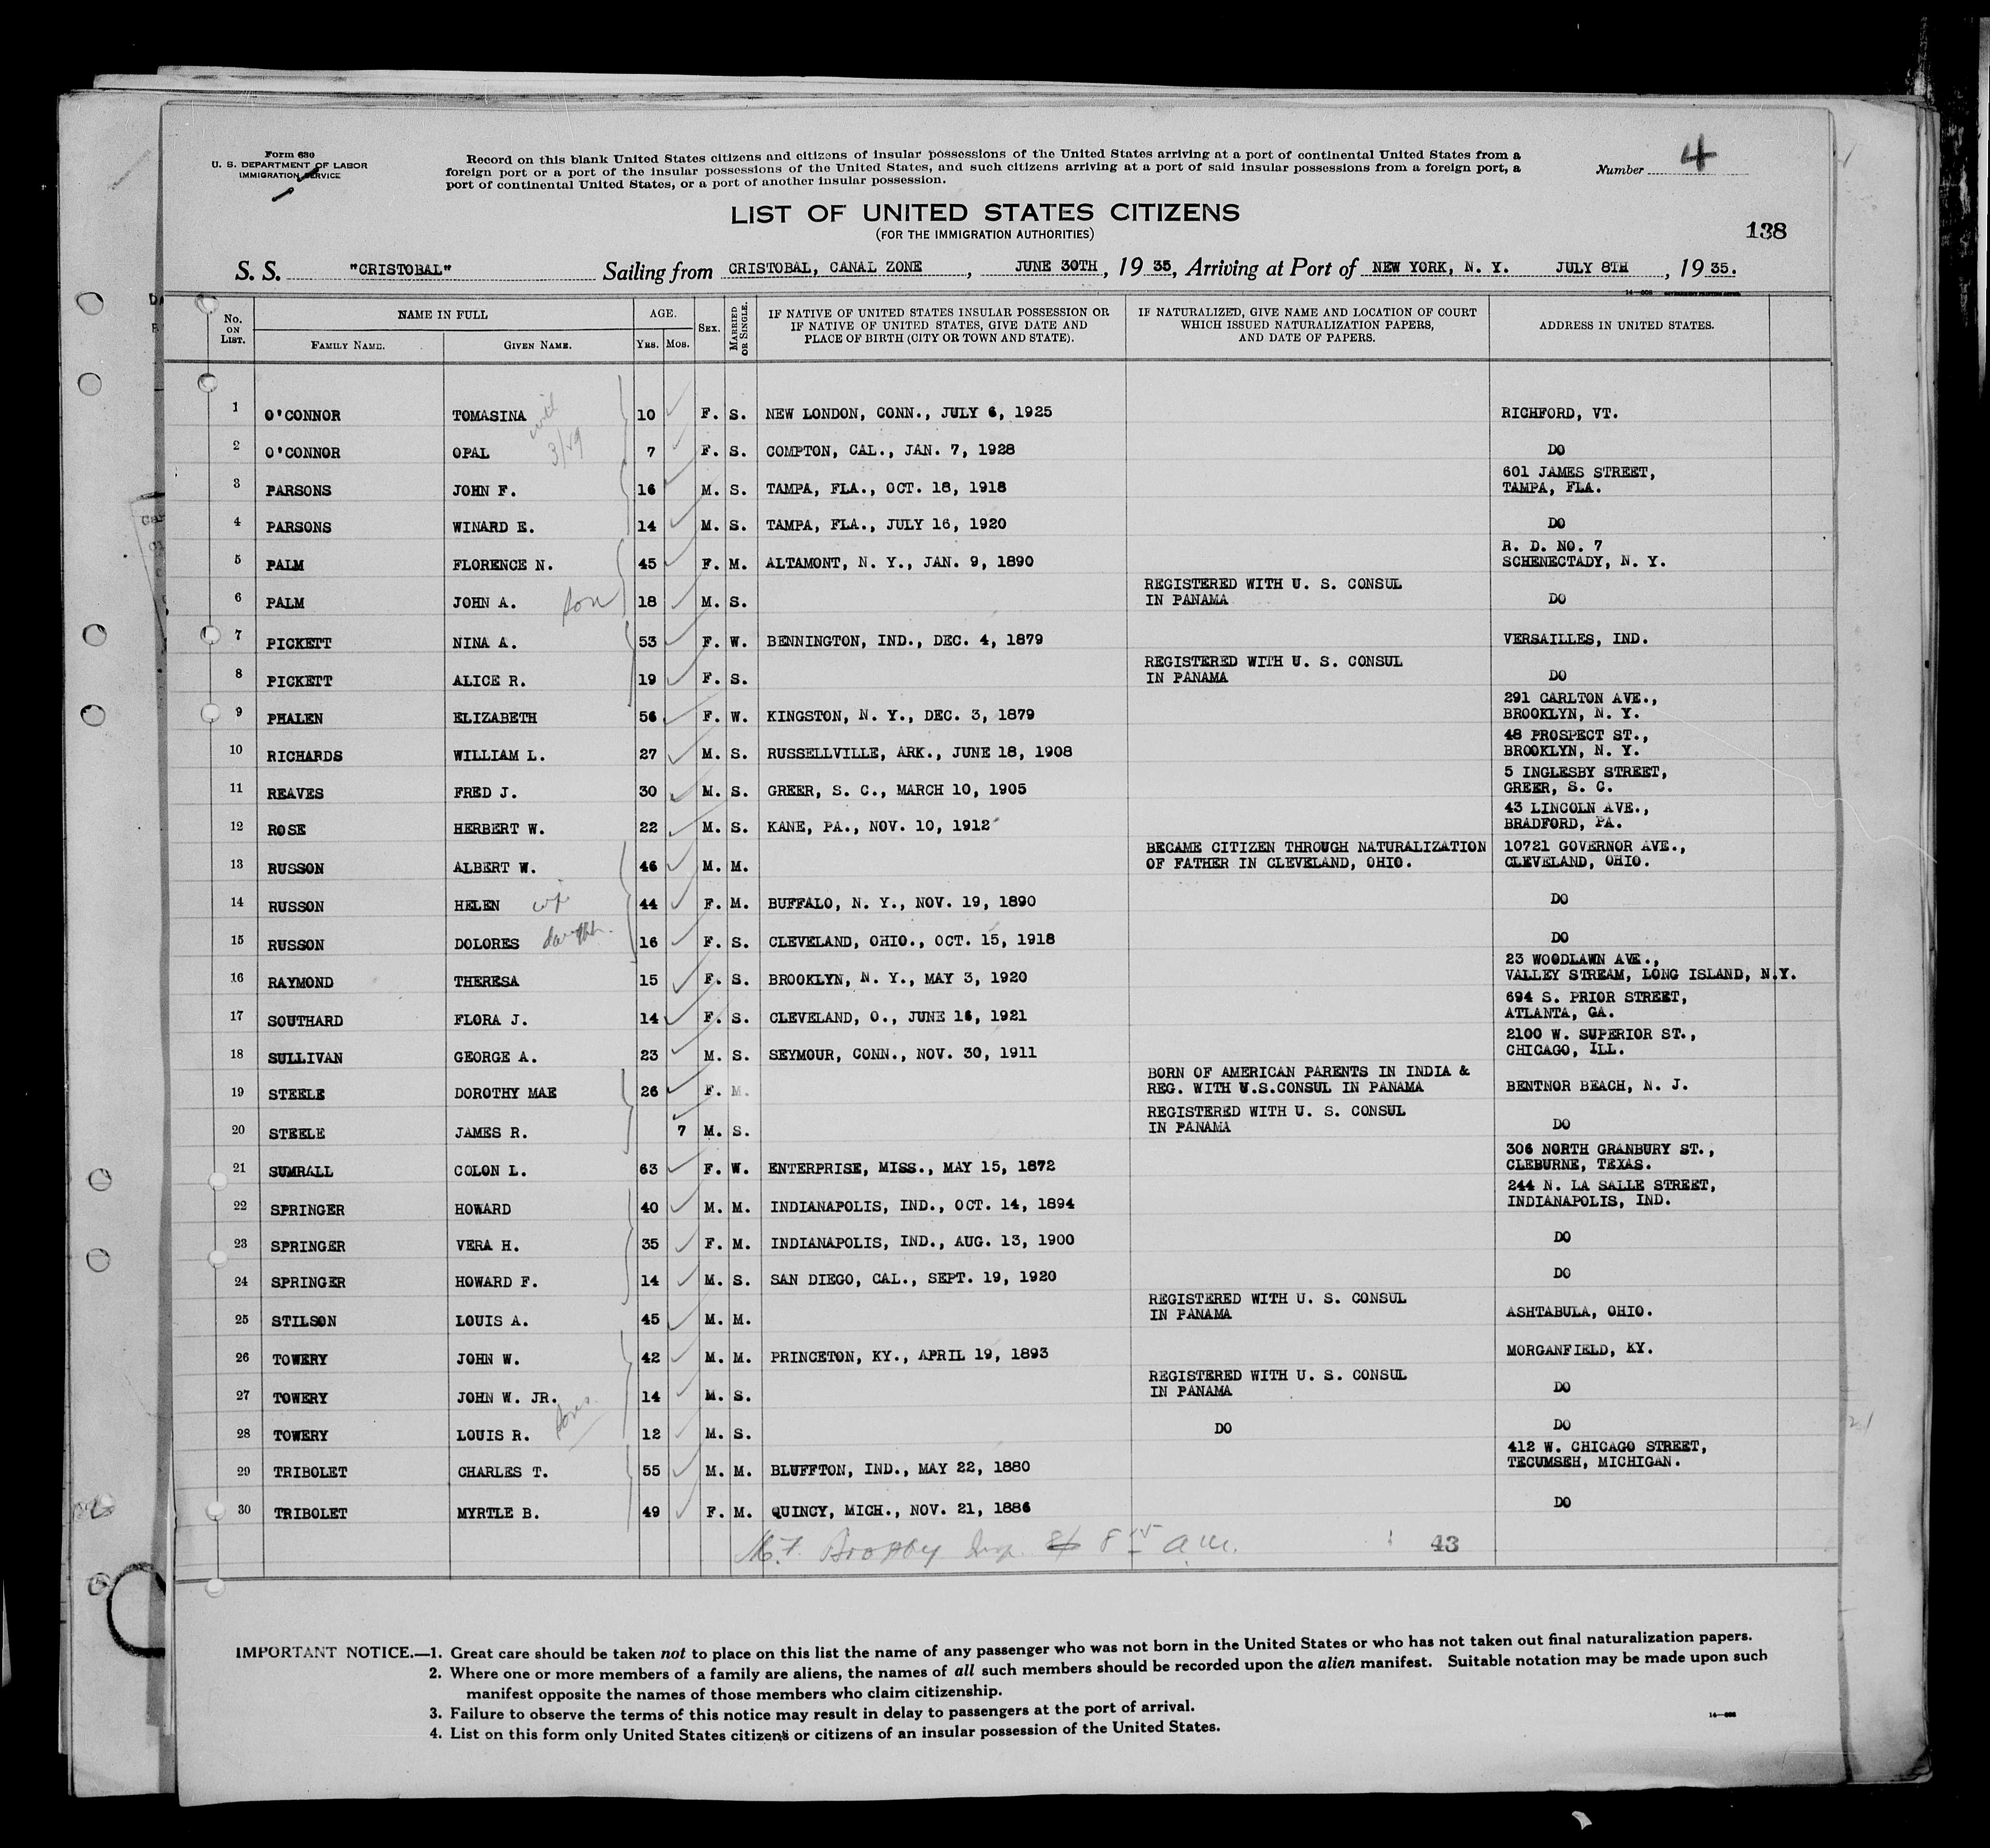 Form 630
U. S. DEPARTMENT OF LABOR
IMMIGRATION SERVICE
Record on this blank United States citizens and citizens of insular possessions of the United States arriving at a port of continental United States from a
foreign port or a port of the insular possessions of the United States, and such citizens arriving at a port of said insular possessions from a foreign port, a
port of continental United States, or a port of another insular possession.
Number 4
LIST OF UNITED STATES CITIZENS
(FOR THE IMMIGRATION AUTHORITIES)
138
S. S. "CRISTOBAL" Sailing from CRISTOBAL, CANAL ZONE, JUNE 30TH, 1935, Arriving at Port of NEW YORK, N. Y. JULY 8TH, 1935.
No. ON LIST. NAME IN FULL FAMILY NAME. GIVEN NAME. AGE. YRS. MOS. SEX. MARRIED OR SINGLE. IF NATIVE OF UNITED STATES INSULAR POSSESSION OR IF NATIVE OF UNITED STATES, GIVE DATE AND PLACE OF BIRTH (CITY OR TOWN AND STATE). IF NATURALIZED, GIVE NAME AND LOCATION OF COURT WHICH ISSUED NATURALIZATION PAPERS, AND DATE OF PAPERS. ADDRESS IN UNITED STATES.
1 O'CONNOR TOMASINA with 10 F. S. NEW LONDON, CONN., JULY 6, 1925 RICHFORD, VT.
2 O'CONNOR OPAL 3/29 7 F. S. COMPTON, CAL., JAN. 7, 1928 DO
3 PARSONS JOHN F. 16 M. S. TAMPA, FLA., OCT. 18, 1918 601 JAMES STREET, TAMPA, FLA.
4 PARSONS WINARD E. 14 M. S. TAMPA, FLA., JULY 16, 1920 DO
5 PALM FLORENCE N. 45 F. M. ALTAMONT, N. Y., JAN. 9, 1890 R. D. NO. 7 SCHENECTADY, N. Y.
6 PALM JOHN A. son 18 M. S. REGISTERED WITH U. S. CONSUL IN PANAMA DO
7 PICKETT NINA A. 53 F. W. BENNINGTON, IND., DEC. 4, 1879 VERSAILLES, IND.
8 PICKETT ALICE R. 19 F. S. REGISTERED WITH U. S. CONSUL IN PANAMA DO
9 PHALEN ELIZABETH 56 F. W. KINGSTON, N. Y., DEC. 3, 1879 291 CARLTON AVE., BROOKLYN, N. Y.
10 RICHARDS WILLIAM L. 27 M. S. RUSSELLVILLE, ARK., JUNE 18, 1908 48 PROSPECT ST., BROOKLYN, N. Y.
11 REAVES FRED J. 30 M. S. GREER, S. C., MARCH 10, 1905 5 INGLESBY STREET, GREER, S. C.
12 ROSE HERBERT W. 22 M. S. KANE, PA., NOV. 10, 1912 43 LINCOLN AVE., BRADFORD, PA.
13 RUSSON ALBERT W. 46 M. M. BECAME CITIZEN THROUGH NATURALIZATION OF FATHER IN CLEVELAND, OHIO. 10721 GOVERNOR AVE., CLEVELAND, OHIO.
14 RUSSON HELEN wife 44 F. M. BUFFALO, N. Y., NOV. 19, 1890 DO
15 RUSSON DOLORES daughter 16 F. S. CLEVELAND, OHIO., OCT. 15, 1918 DO
16 RAYMOND THERESA 15 F. S. BROOKLYN, N. Y., MAY 3, 1920 23 WOODLAWN AVE., VALLEY STREAM, LONG ISLAND, N.Y.
17 SOUTHARD FLORA J. 14 F. S. CLEVELAND, O., JUNE 16, 1921 694 S. PRIOR STREET, ATLANTA, GA.
18 SULLIVAN GEORGE A. 23 M. S. SEYMOUR, CONN., NOV. 30, 1911 2100 W. SUPERIOR ST., CHICAGO, ILL.
19 STEELE DOROTHY MAE 26 F. M. BORN OF AMERICAN PARENTS IN INDIA & REG. WITH U.S.CONSUL IN PANAMA BENTNOR BEACH, N. J.
20 STEELE JAMES R. 7 M. S. REGISTERED WITH U. S. CONSUL IN PANAMA DO
21 SUMRALL COLON L. 63 F. W. ENTERPRISE, MISS., MAY 15, 1872 306 NORTH GRANBURY ST., CLEBURNE, TEXAS.
22 SPRINGER HOWARD 40 M. M. INDIANAPOLIS, IND., OCT. 14, 1894 244 N. LA SALLE STREET, INDIANAPOLIS, IND.
23 SPRINGER VERA H. 35 F. M. INDIANAPOLIS, IND., AUG. 13, 1900 DO
24 SPRINGER HOWARD F. 14 M. S. SAN DIEGO, CAL., SEPT. 19, 1920 DO
25 STILSON LOUIS A. 45 M. M. REGISTERED WITH U. S. CONSUL IN PANAMA ASHTABULA, OHIO.
26 TOWERY JOHN W. 42 M. M. PRINCETON, KY., APRIL 19, 1893 MORGANFIELD, KY.
27 TOWERY JOHN W. JR. 14 M. S. REGISTERED WITH U. S. CONSUL IN PANAMA DO
28 TOWERY LOUIS R. sons 12 M. S. DO DO
29 TRIBOLET CHARLES T. 55 M. M. BLUFFTON, IND., MAY 22, 1880 412 W. CHICAGO STREET, TECUMSEH, MICHIGAN.
30 TRIBOLET MYRTLE B. 49 F. M. QUINCY, MICH., NOV. 21, 1886 DO
M. F. Brophy Insp. 8 15 a.m. 43
IMPORTANT NOTICE.—1. Great care should be taken not to place on this list the name of any passenger who was not born in the United States or who has not taken out final naturalization papers.
2. Where one or more members of a family are aliens, the names of all such members should be recorded upon the alien manifest. Suitable notation may be made upon such
manifest opposite the names of those members who claim citizenship.
3. Failure to observe the terms of this notice may result in delay to passengers at the port of arrival.
4. List on this form only United States citizens or citizens of an insular possession of the United States.